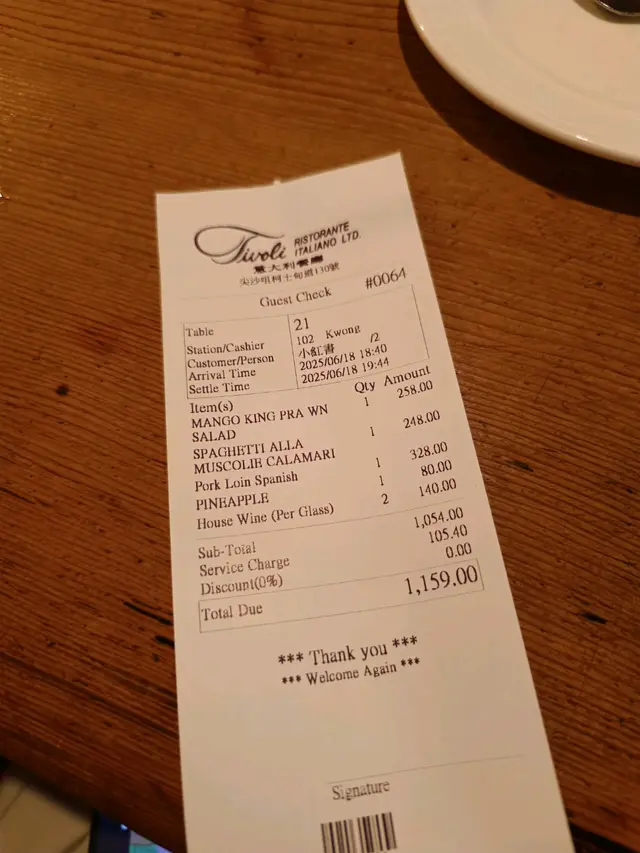 Tivoli RISTORANTE
ITALIANO LTD.
意大利餐廳
尖沙咀柯士甸道130號
Guest Check #0064
Table 21
Station/Cashier 102 Kwong
Customer/Person 小紅書 /2
Arrival Time 2025/06/18 18:40
Settle Time 2025/06/18 19:44
Item(s) Qty Amount
MANGO KING PRA WN 1 258.00
SALAD
SPAGHETTI ALLA 1 248.00
MUSCOLIE CALAMARI
Pork Loin Spanish 1 328.00
PINEAPPLE 1 80.00
House Wine (Per Glass) 2 140.00
Sub-Total 1,054.00
Service Charge 105.40
Discount(0%) 0.00
Total Due 1,159.00
*** Thank you ***
*** Welcome Again ***
Signature